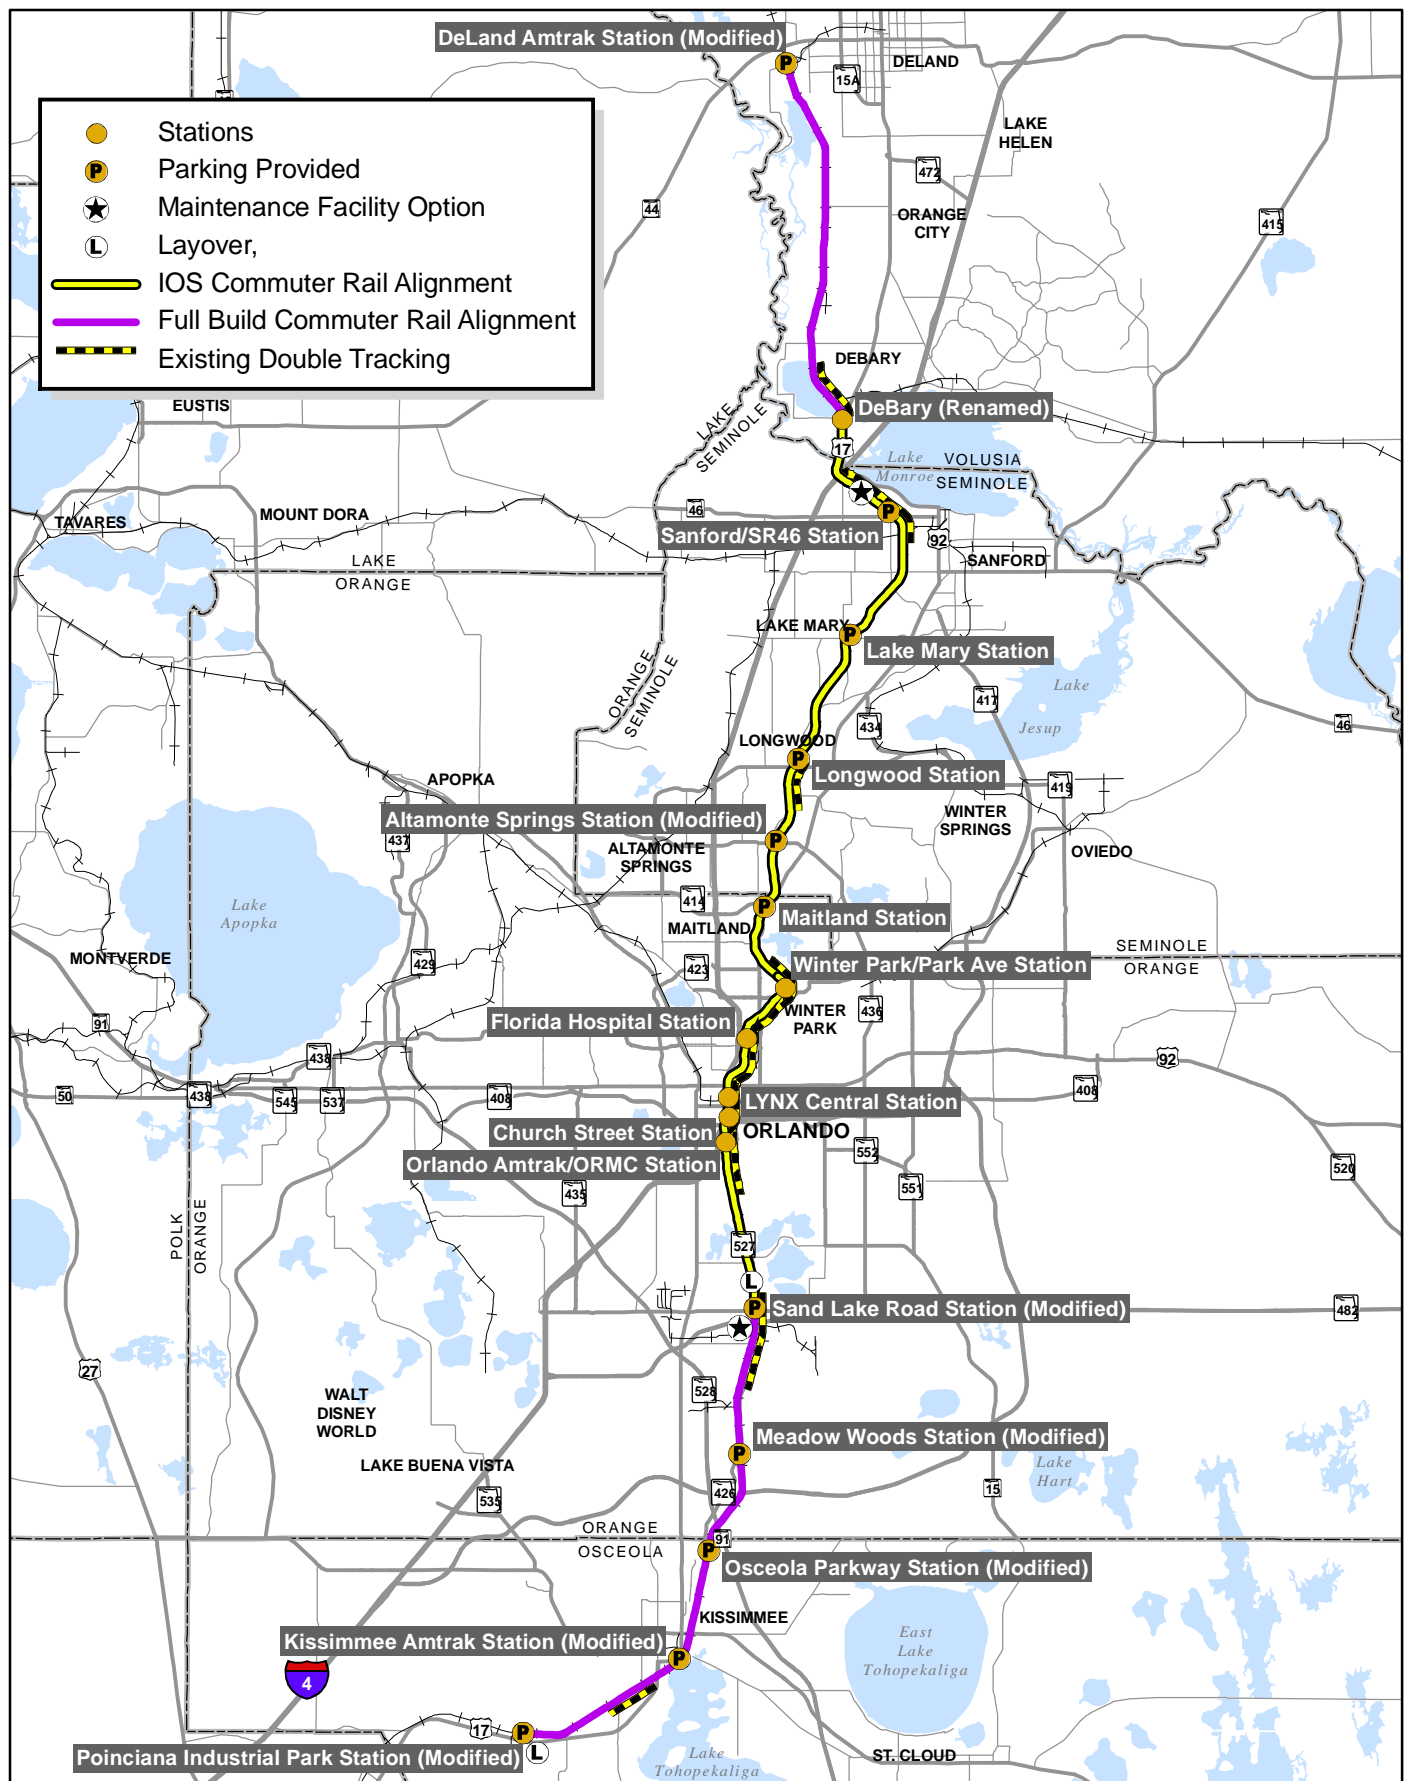 DeLand Amtrak Station (Modified)
DELAND
15A
LAKE
HELEN
Stations
P Parking Provided
Maintenance Facility Option
L Layover,
IOS Commuter Rail Alignment
Full Build Commuter Rail Alignment
Existing Double Tracking
472
44
ORANGE
CITY
415
DEBARY
EUSTIS
DeBary (Renamed)
LAKE
SEMINOLE
17
Lake
Monroe
VOLUSIA
SEMINOLE
46
TAVARES
MOUNT DORA
Sanford/SR46 Station
92
SANFORD
LAKE
ORANGE
LAKE MARY
Lake Mary Station
ORANGE
SEMINOLE
Lake
Jesup
417
434
46
LONGWOOD
Longwood Station
APOPKA
419
Altamonte Springs Station (Modified)
WINTER
SPRINGS
437
ALTAMONTE
SPRINGS
OVIEDO
414
Lake
Apopka
Maitland Station
MAITLAND
MONTVERDE
429
423
Winter Park/Park Ave Station
SEMINOLE
ORANGE
91
Florida Hospital Station
WINTER
PARK
436
438
92
50
438
545
537
408
LYNX Central Station
408
Church Street Station
ORLANDO
552
Orlando Amtrak/ORMC Station
520
435
551
POLK
ORANGE
527
L
Sand Lake Road Station (Modified)
482
27
528
WALT
DISNEY
WORLD
Meadow Woods Station (Modified)
LAKE BUENA VISTA
Lake
Hart
535
426
15
ORANGE
OSCEOLA
91
Osceola Parkway Station (Modified)
KISSIMMEE
Kissimmee Amtrak Station (Modified)
East
Lake
Tohopekaliga
4
17
Poinciana Industrial Park Station (Modified)
L
Lake
Tohopekaliga
ST. CLOUD